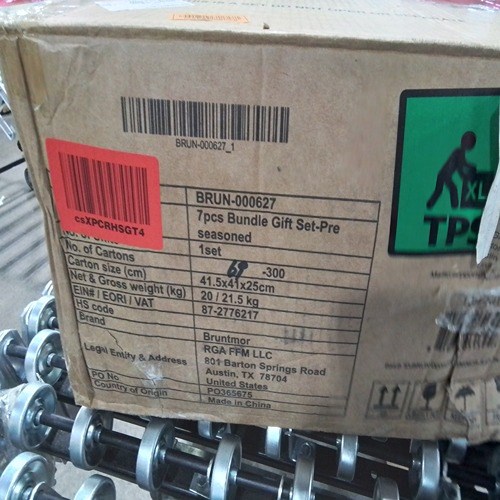 BRUN-000627_1
csXPCRHSGT4
XL
TPS
BRUN-000627
7pcs Bundle Gift Set-Pre
seasoned
No. of Cartons 1set
Carton size (cm) 65 -300
Net & Gross weight (kg) 41.5x41x25cm
EIN# / EORI / VAT 20 / 21.5 kg
HS code 87-2776217
Brand
Bruntmor
Legal Entity & Address RGA FFM LLC
801 Barton Springs Road
Austin, TX 78704
United States
PO No. PO365675
Country of Origin Made in China